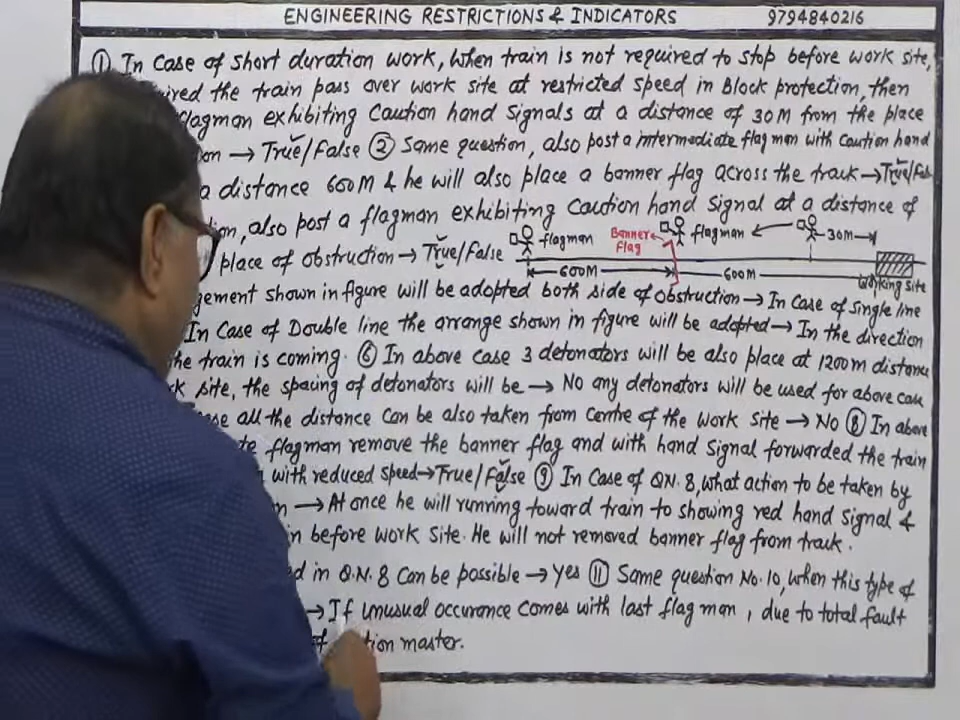 ENGINEERING RESTRICTIONS & INDICATORS 9794840216
① In Case of Short duration work, when train is not required to stop before work site,
the train pass over work site at restricted speed in Block protection, then
flagman exhibiting Caution hand Signals at a distance of 30M from the place
→ True/False ② Same question, also post a intermediate flagman with Caution hand
a distance 600M & he will also place a banner flag across the track → True/
also post a flagman exhibiting Caution hand Signal at a distance of
place of obstruction → True/False
flagman Banner Flag flagman 30M
600M 600M Working site
shown in figure will be adopted both side of obstruction → In Case of Single line
In Case of Double line the arrange shown in figure will be adopted → In the direction
the train is coming. ⑥ In above case 3 detonators will be also place at 1200m distance
site, the spacing of detonators will be → No any detonators will be used for above case
all the distance Can be also taken from Centre of the Work Site → No ⑧ In above
flagman remove the banner flag and with hand Signal forwarded the train
with reduced speed → True/False ⑨ In Case of QN.8, what action to be taken by
→ At once he will running toward train to showing red hand Signal &
before work site. He will not removed banner flag from track.
in Q.N. 8 Can be possible → Yes ⑪ Same question No. 10, when this type of
→ If unusual occurance comes with last flagman, due to total fault
master.